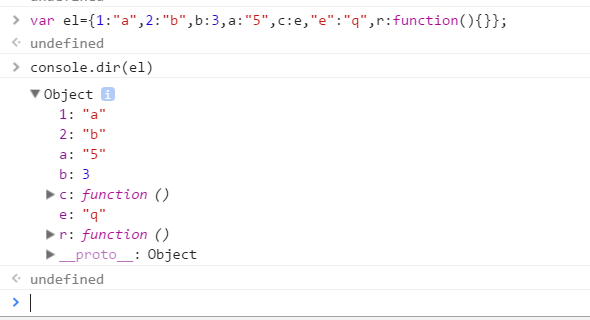 undefined
> var el={1:"a",2:"b",b:3,a:"5",c:e,"e":"q",r:function(){}};
undefined
> console.dir(el)
▼ Object i
1: "a"
2: "b"
a: "5"
b: 3
▶ c: function ()
e: "q"
▶ r: function ()
▶ __proto__: Object
undefined
>